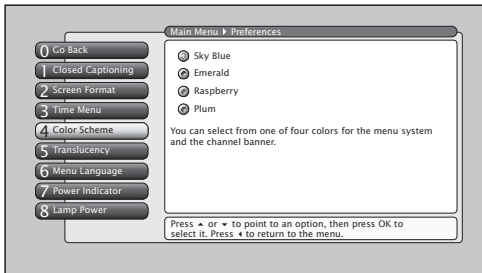 Main Menu ▸ Preferences
0 Go Back
1 Closed Captioning
2 Screen Format
3 Time Menu
4 Color Scheme
5 Translucency
6 Menu Language
7 Power Indicator
8 Lamp Power
Sky Blue
Emerald
Raspberry
Plum
You can select from one of four colors for the menu system
and the channel banner.
Press ▴ or ▾ to point to an option, then press OK to
select it. Press ◂ to return to the menu.